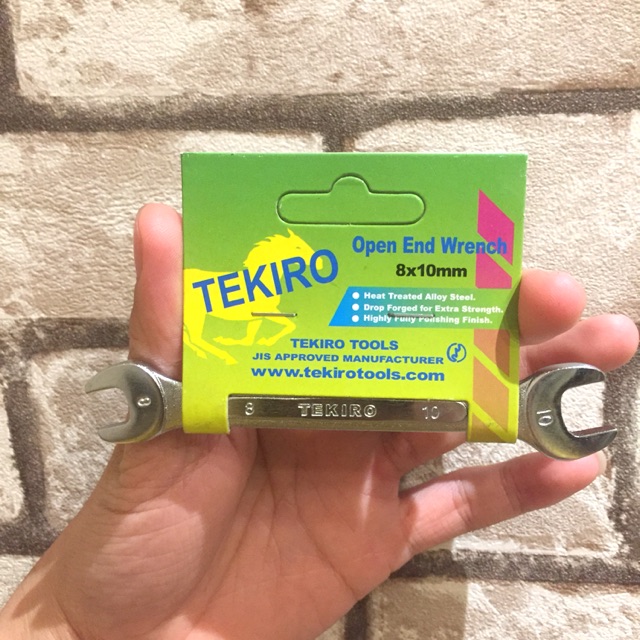 Open End Wrench
8x10mm
TEKIRO
Heat Treated Alloy Steel.
Drop Forged for Extra Strength.
Highly Fully Polishing Finish.
TEKIRO TOOLS
JIS APPROVED MANUFACTURER
www.tekirotools.com
8 TEKIRO 10
8
10